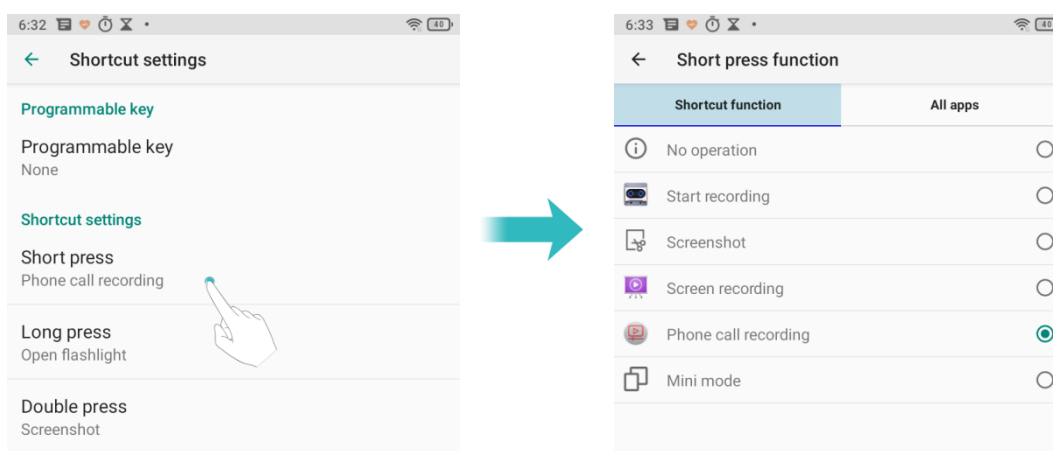 6:32
40
Shortcut settings
Programmable key
Programmable key
None
Shortcut settings
Short press
Phone call recording
Long press
Open flashlight
Double press
Screenshot
6:33
40
Short press function
Shortcut function All apps
No operation
Start recording
Screenshot
Screen recording
Phone call recording
Mini mode